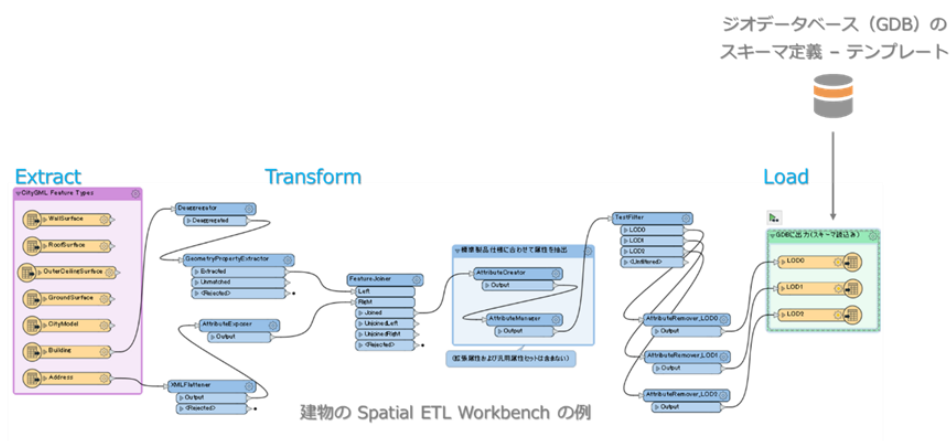 ジオデータベース（GDB）の
スキーマ定義 – テンプレート
Extract
Transform
Load
CityGML Feature Types
WallSurface
RoofSurface
OuterCeilingSurface
GroundSurface
CityModel
Building
Address
Deaggregator
Deaggregated
GeometryPropertyExtractor
Extracted
Unmatched
<Rejected>
AttributeExposer
Output
XMLFlattener
Output
<Rejected>
FeatureJoiner
Left
Right
Joined
UnjoinedLeft
UnjoinedRight
<Rejected>
標準製品仕様に合わせて属性を抽出
AttributeCreator
Output
AttributeManager
Output
(拡張属性および汎用属性セットは含まない)
TestFilter
LOD0
LOD1
LOD2
<Unfiltered>
AttributeRemover_LOD0
Output
AttributeRemover_LOD1
Output
AttributeRemover_LOD2
Output
GDBに出力(スキーマ読込み)
LOD0
LOD1
LOD2
建物の Spatial ETL Workbench の例